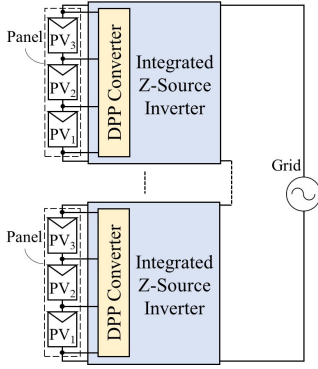 Panel
PV3
PV2
PV1
DPP Converter
Integrated
Z-Source
Inverter
Grid
Panel
PV3
PV2
PV1
DPP Converter
Integrated
Z-Source
Inverter